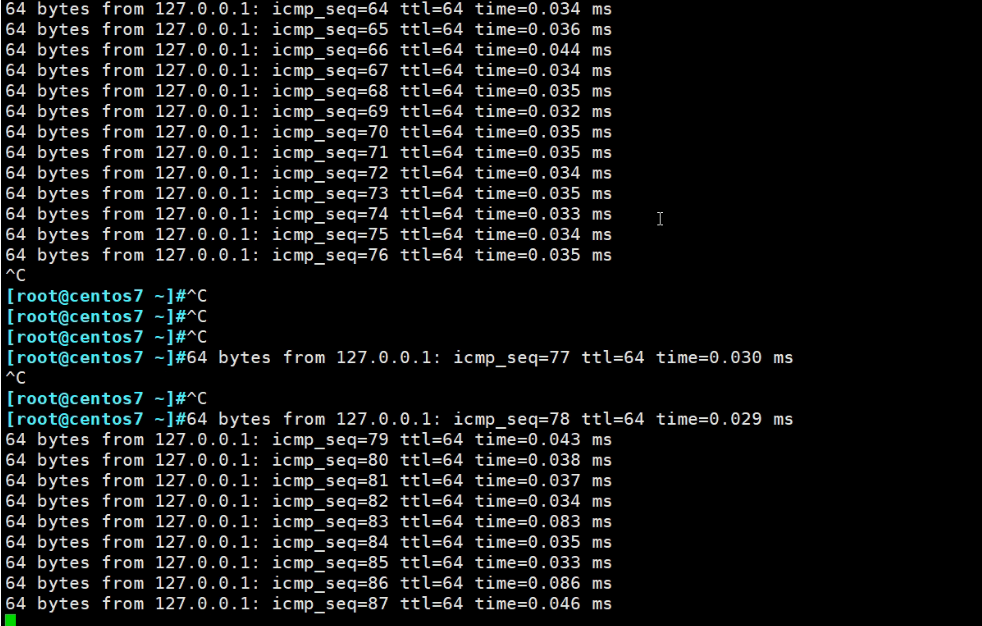 64 bytes from 127.0.0.1: icmp_seq=64 ttl=64 time=0.034 ms
64 bytes from 127.0.0.1: icmp_seq=65 ttl=64 time=0.036 ms
64 bytes from 127.0.0.1: icmp_seq=66 ttl=64 time=0.044 ms
64 bytes from 127.0.0.1: icmp_seq=67 ttl=64 time=0.034 ms
64 bytes from 127.0.0.1: icmp_seq=68 ttl=64 time=0.035 ms
64 bytes from 127.0.0.1: icmp_seq=69 ttl=64 time=0.032 ms
64 bytes from 127.0.0.1: icmp_seq=70 ttl=64 time=0.035 ms
64 bytes from 127.0.0.1: icmp_seq=71 ttl=64 time=0.035 ms
64 bytes from 127.0.0.1: icmp_seq=72 ttl=64 time=0.034 ms
64 bytes from 127.0.0.1: icmp_seq=73 ttl=64 time=0.035 ms
64 bytes from 127.0.0.1: icmp_seq=74 ttl=64 time=0.033 ms
64 bytes from 127.0.0.1: icmp_seq=75 ttl=64 time=0.034 ms
64 bytes from 127.0.0.1: icmp_seq=76 ttl=64 time=0.035 ms
^C
[root@centos7 ~]#^C
[root@centos7 ~]#^C
[root@centos7 ~]#^C
[root@centos7 ~]#64 bytes from 127.0.0.1: icmp_seq=77 ttl=64 time=0.030 ms
^C
[root@centos7 ~]#^C
[root@centos7 ~]#64 bytes from 127.0.0.1: icmp_seq=78 ttl=64 time=0.029 ms
64 bytes from 127.0.0.1: icmp_seq=79 ttl=64 time=0.043 ms
64 bytes from 127.0.0.1: icmp_seq=80 ttl=64 time=0.038 ms
64 bytes from 127.0.0.1: icmp_seq=81 ttl=64 time=0.037 ms
64 bytes from 127.0.0.1: icmp_seq=82 ttl=64 time=0.034 ms
64 bytes from 127.0.0.1: icmp_seq=83 ttl=64 time=0.083 ms
64 bytes from 127.0.0.1: icmp_seq=84 ttl=64 time=0.035 ms
64 bytes from 127.0.0.1: icmp_seq=85 ttl=64 time=0.033 ms
64 bytes from 127.0.0.1: icmp_seq=86 ttl=64 time=0.086 ms
64 bytes from 127.0.0.1: icmp_seq=87 ttl=64 time=0.046 ms